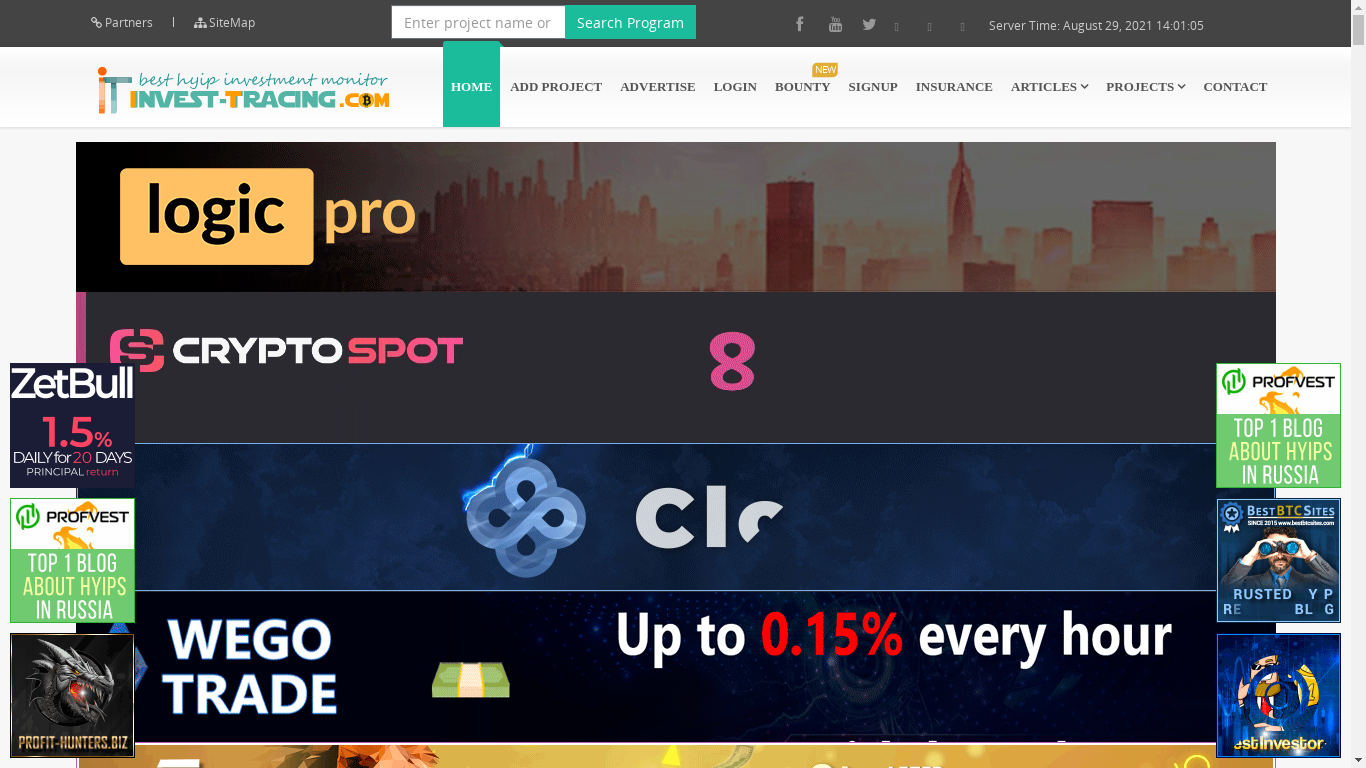 Partners
SiteMap
Enter project name or
Search Program
Server Time: August 29, 2021 14:01:05
best hyip investment monitor
INVEST-TRACING.COM
HOME
ADD PROJECT
ADVERTISE
LOGIN
BOUNTY
NEW
SIGNUP
INSURANCE
ARTICLES
PROJECTS
CONTACT
logic pro
CRYPTOSPOT
8
ZetBull
1.5%
DAILY for 20 DAYS
PRINCIPAL return
PROFVEST
TOP 1 BLOG
ABOUT HYIPS
IN RUSSIA
Clo
WEGO
TRADE
Up to 0.15% every hour
PROFVEST
TOP 1 BLOG
ABOUT HYIPS
IN RUSSIA
BESTBTCSITES
SINCE 2015 www.bestbtcsites.com
RUSTED Y P
RE BL G
PROFIT-HUNTERS.BIZ
estInvestor